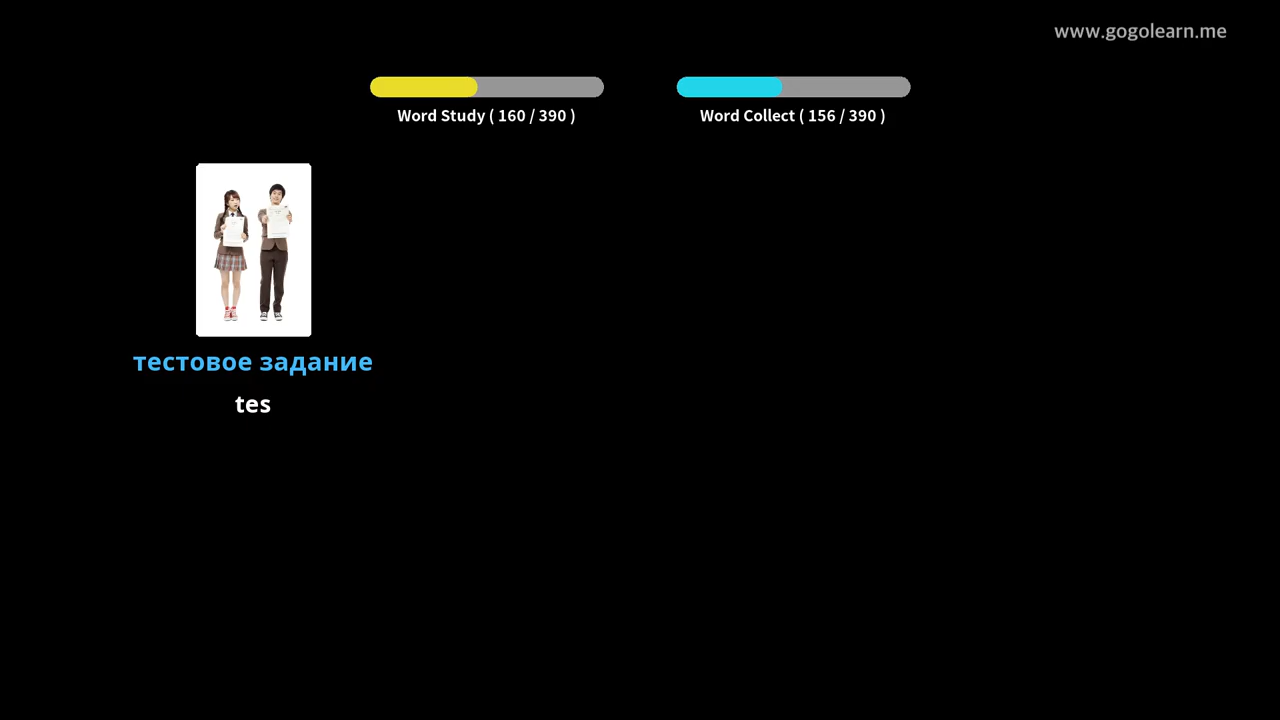 www.gogolearn.me
Word Study ( 160 / 390 )
Word Collect ( 156 / 390 )
тестовое задание
tes